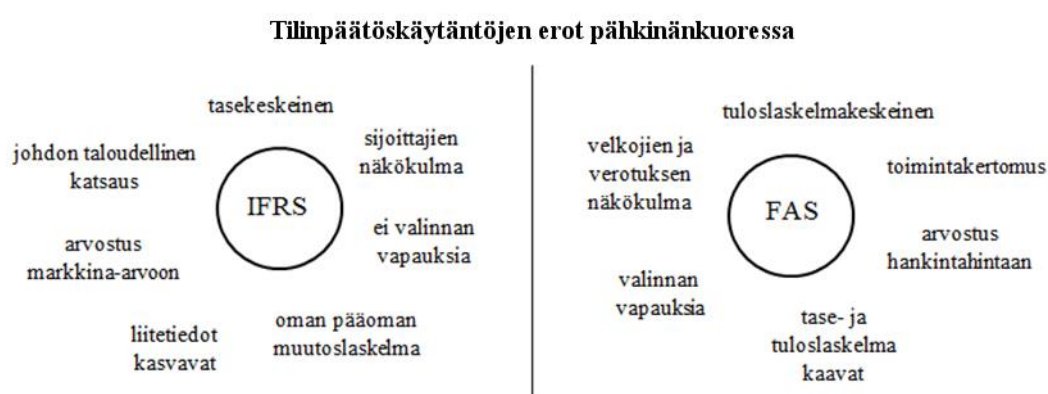 Tilinpäätöskäytäntöjen erot pähkinänkuoressa
tasekeskeinen
johdon taloudellinen
katsaus
sijoittajien
näkökulma
IFRS
ei valinnan
vapauksia
arvostus
markkina-arvoon
liitetiedot
kasvavat
oman pääoman
muutoslaskelma
tuloslaskelmakeskeinen
velkojien ja
verotuksen
näkökulma
toimintakertomus
FAS
arvostus
hankintahintaan
valinnan
vapauksia
tase- ja
tuloslaskelma
kaavat